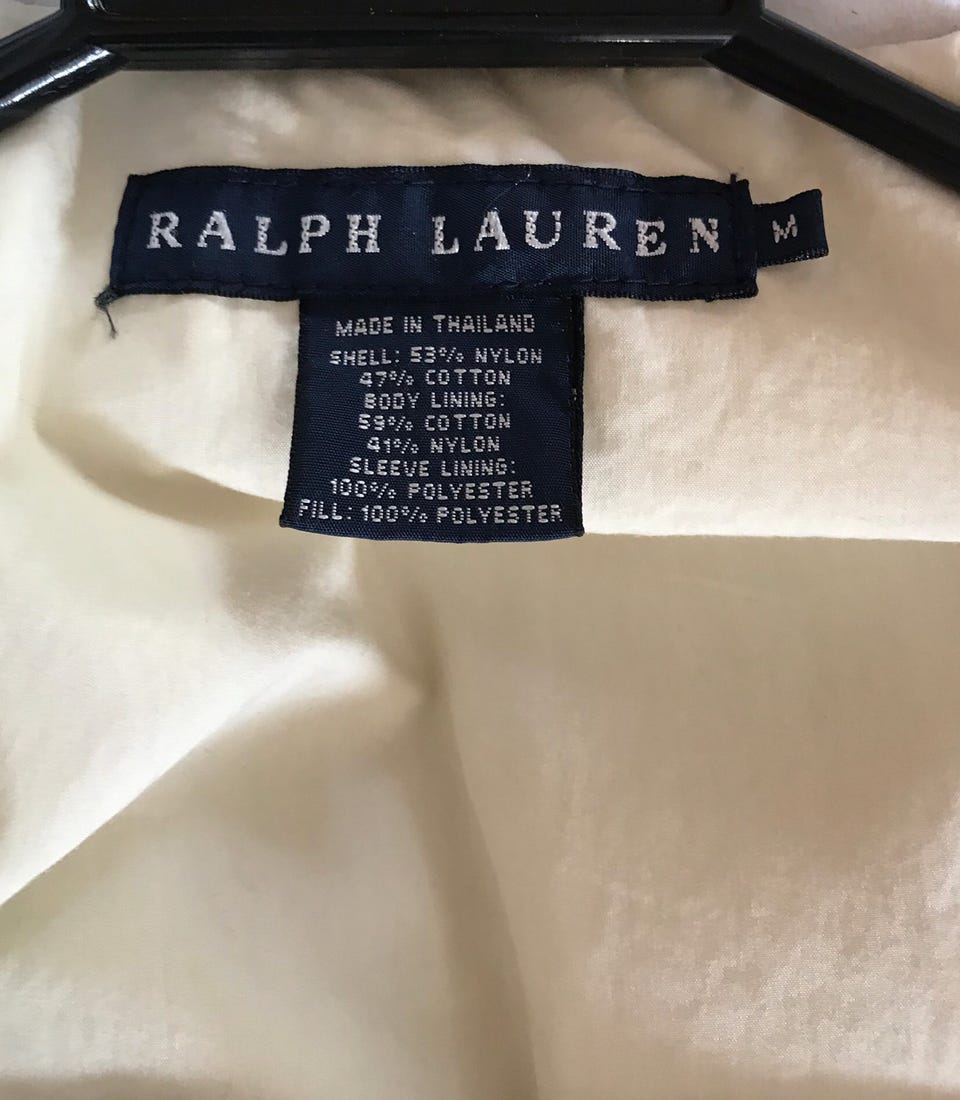 RALPH LAUREN M
MADE IN THAILAND
SHELL: 53% NYLON
47% COTTON
BODY LINING:
59% COTTON
41% NYLON
SLEEVE LINING:
100% POLYESTER
FILL: 100% POLYESTER